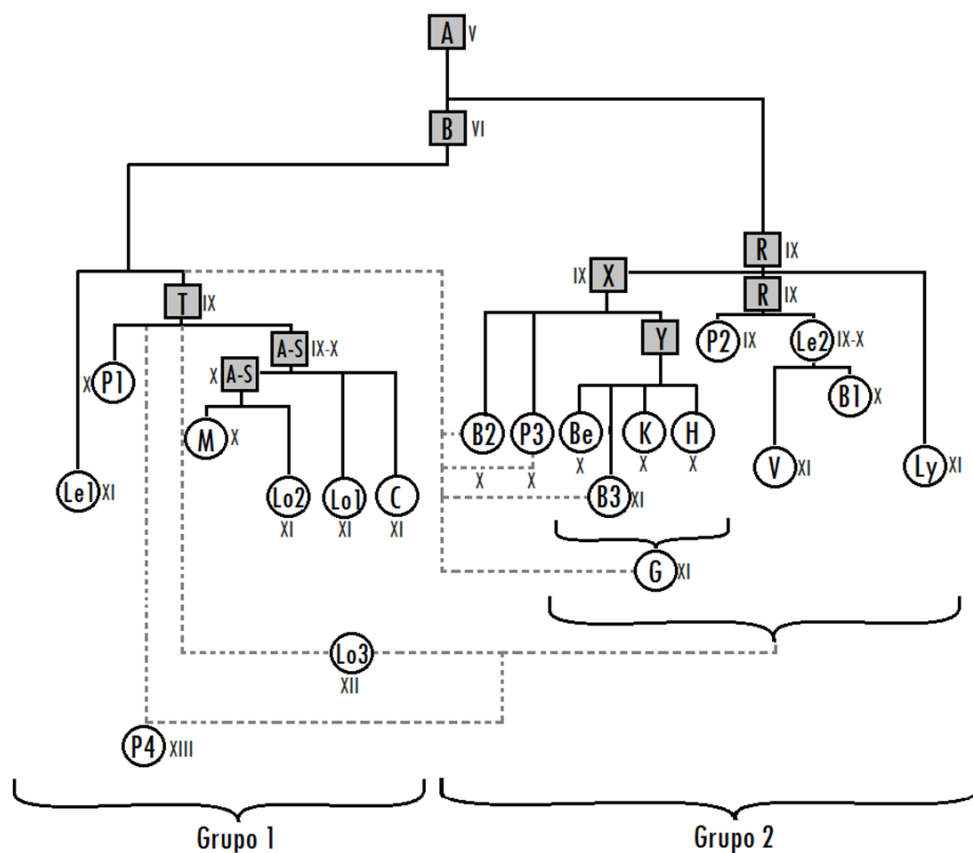 A V
B VI
R IX
IX X
R IX
T IX
Y
P2 IX
Le2 IX-X
A-S IX-X
X P1
X A-S
B1 X
M X
B2
P3
Be
K
H
X
X
X
X
X
V XI
Ly XI
Le1 XI
Lo2
Lo1
C
B3 XI
XI
XI
XI
G XI
Lo3
XII
P4 XIII
Grupo 1
Grupo 2